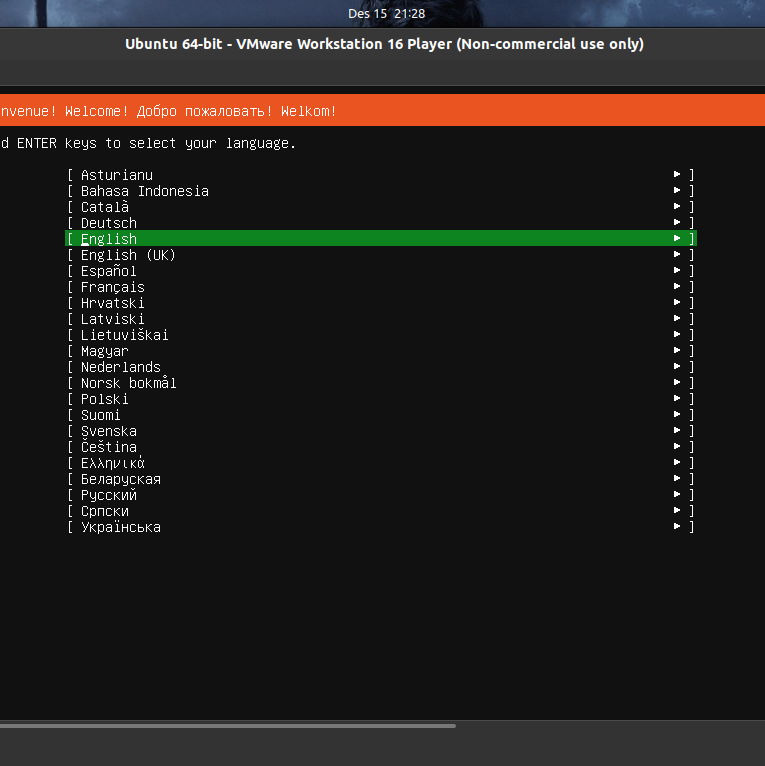 Des 15 21:28
Ubuntu 64-bit - VMware Workstation 16 Player (Non-commercial use only)
nvenue! Welcome! Добро пожаловать! Welkom!
d ENTER keys to select your language.
[ Asturianu ▸ ]
[ Bahasa Indonesia ▸ ]
[ Català ▸ ]
[ Deutsch ▸ ]
[ English ▸ ]
[ English (UK) ▸ ]
[ Español ▸ ]
[ Français ▸ ]
[ Hrvatski ▸ ]
[ Latviski ▸ ]
[ Lietuviškai ▸ ]
[ Magyar ▸ ]
[ Nederlands ▸ ]
[ Norsk bokmål ▸ ]
[ Polski ▸ ]
[ Suomi ▸ ]
[ Svenska ▸ ]
[ Čeština ▸ ]
[ Ελληνικά ▸ ]
[ Беларуская ▸ ]
[ Русский ▸ ]
[ Српски ▸ ]
[ Українська ▸ ]